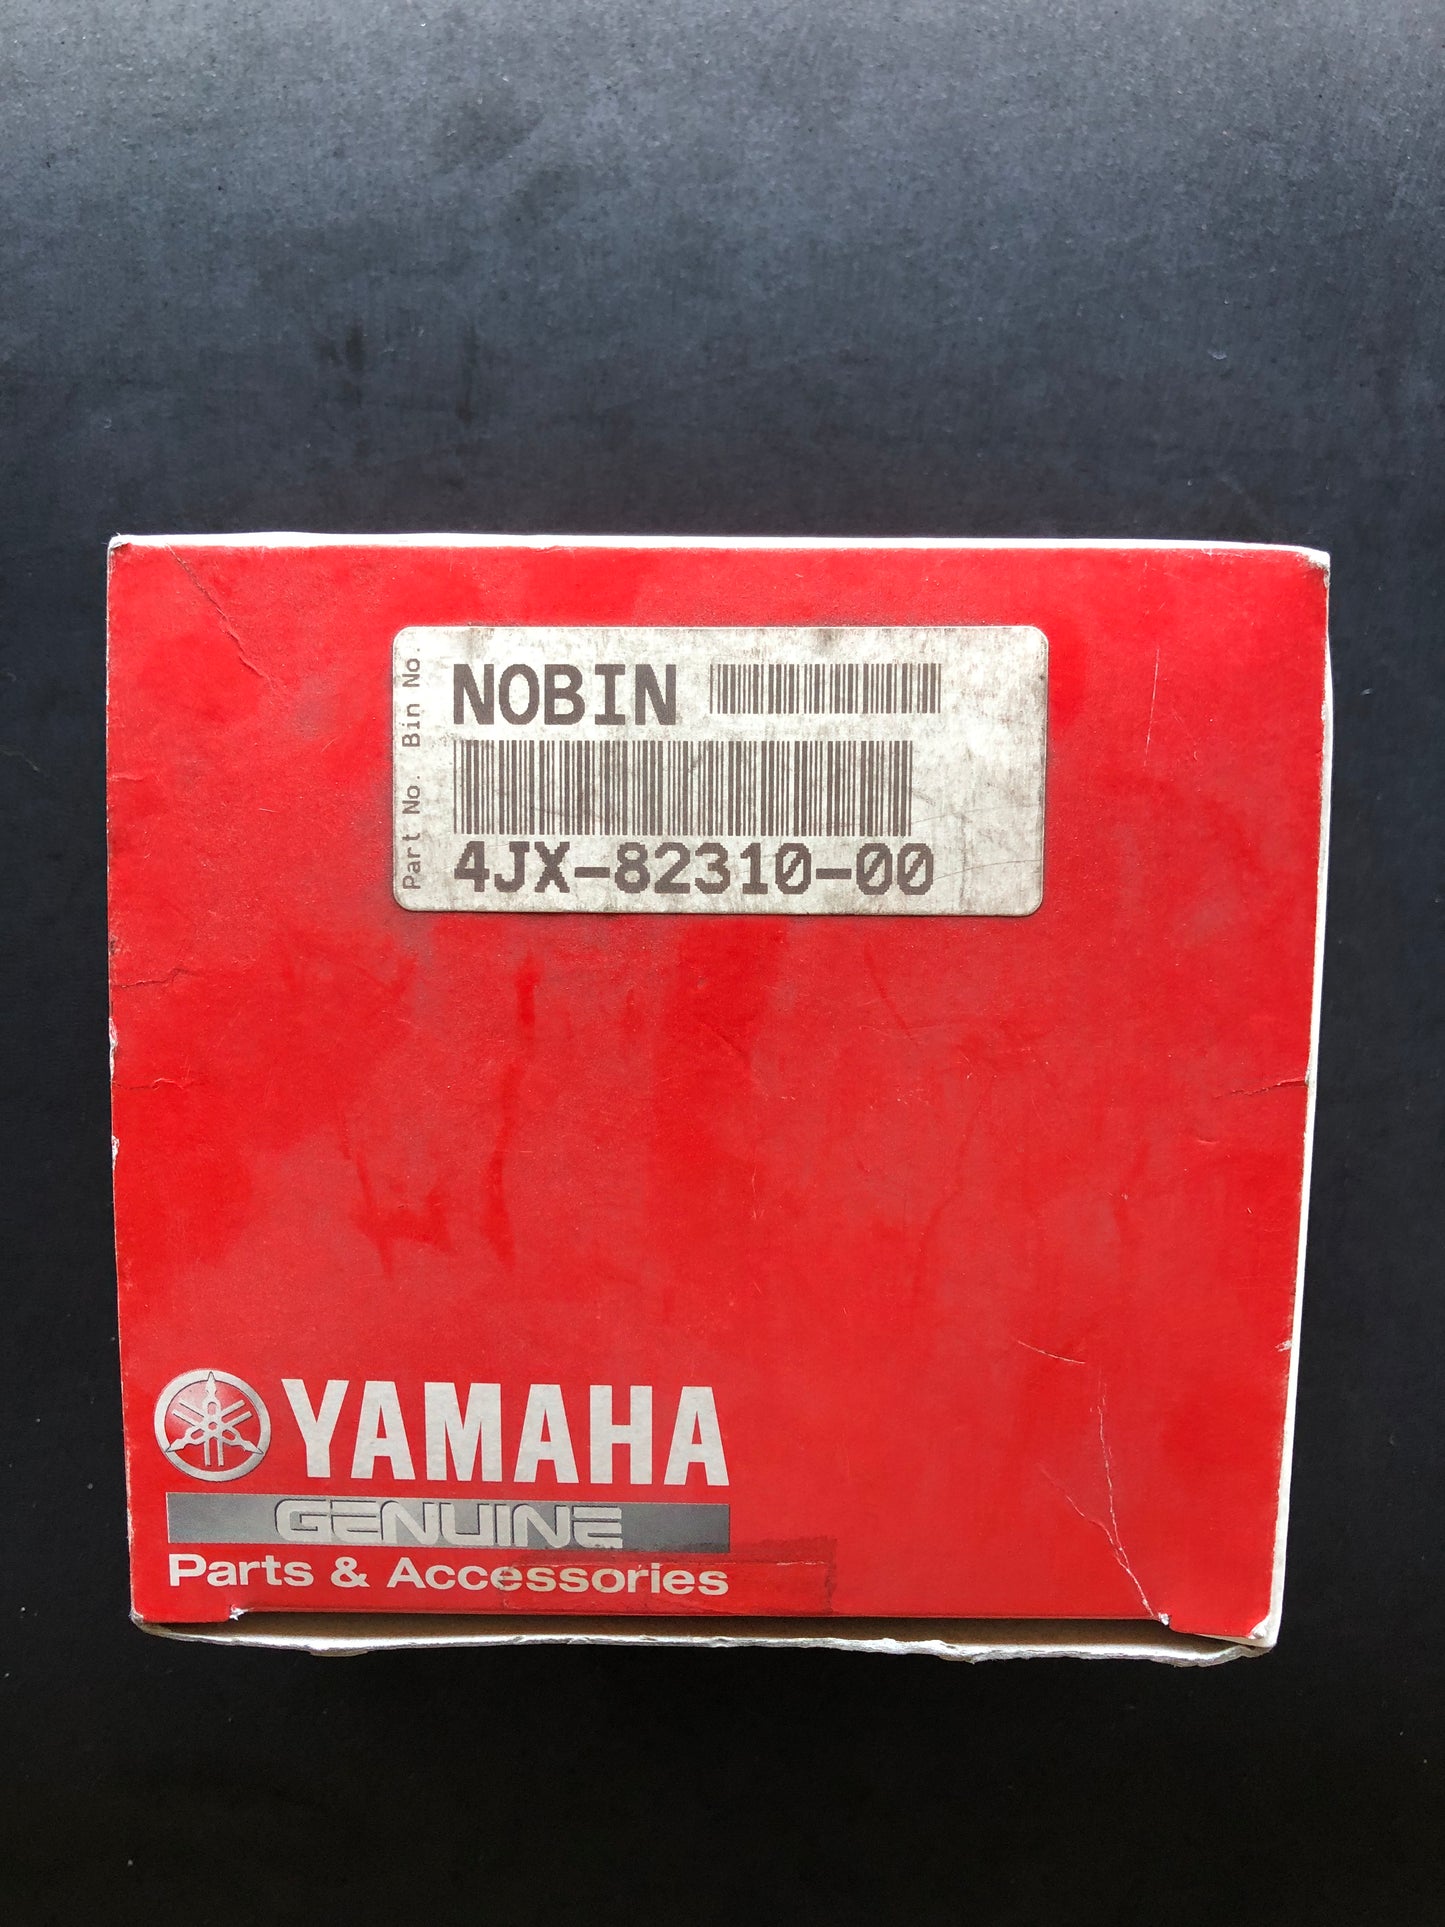 Bin No.
NOBIN
Part No.
4JX-82310-00
YAMAHA
GENUINE
Parts & Accessories